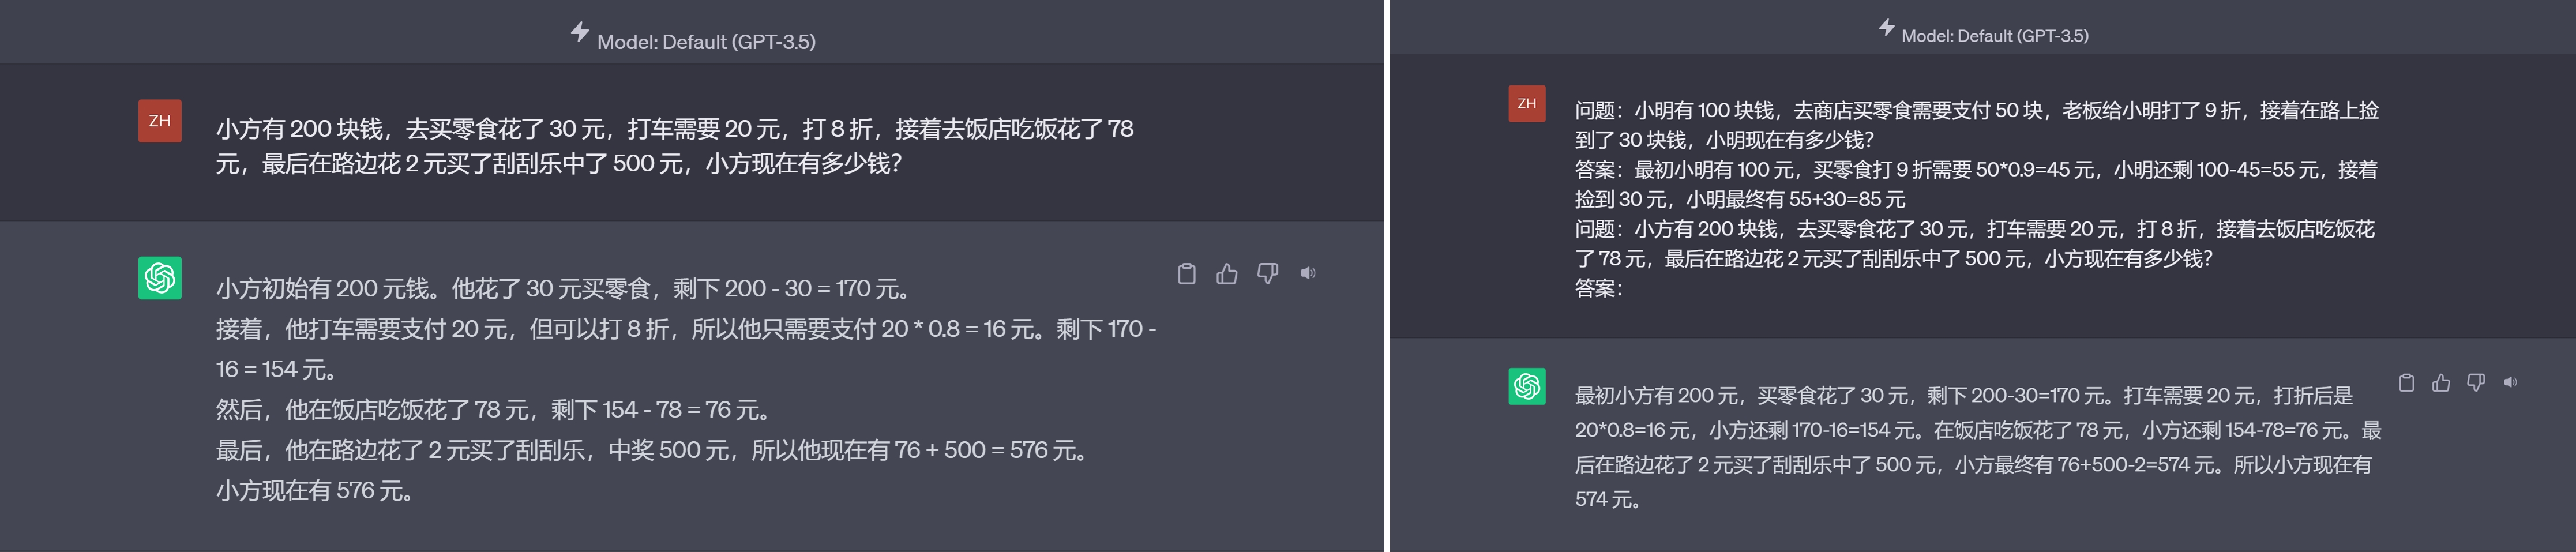 Model: Default (GPT-3.5)
ZH
小方有 200 块钱，去买零食花了 30 元，打车需要 20 元，打 8 折，接着去饭店吃饭花了 78
元，最后在路边花 2 元买了刮刮乐中了 500 元，小方现在有多少钱？
小方初始有 200 元钱。他花了 30 元买零食，剩下 200 - 30 = 170 元。
接着，他打车需要支付 20 元，但可以打 8 折，所以他只需要支付 20 * 0.8 = 16 元。剩下 170 -
16 = 154 元。
然后，他在饭店吃饭花了 78 元，剩下 154 - 78 = 76 元。
最后，他在路边花了 2 元买了刮刮乐，中奖 500 元，所以他现在有 76 + 500 = 576 元。
小方现在有 576 元。
Model: Default (GPT-3.5)
ZH
问题：小明有 100 块钱，去商店买零食需要支付 50 块，老板给小明打了 9 折，接着在路上捡
到了 30 块钱，小明现在有多少钱？
答案：最初小明有 100 元，买零食打 9 折需要 50*0.9=45 元，小明还剩 100-45=55 元，接着
捡到 30 元，小明最终有 55+30=85 元
问题：小方有 200 块钱，去买零食花了 30 元，打车需要 20 元，打 8 折，接着去饭店吃饭花
了 78 元，最后在路边花 2 元买了刮刮乐中了 500 元，小方现在有多少钱？
答案：
最初小方有 200 元，买零食花了 30 元，剩下 200-30=170 元。打车需要 20 元，打折后是
20*0.8=16 元，小方还剩 170-16=154 元。在饭店吃饭花了 78 元，小方还剩 154-78=76 元。最
后在路边花了 2 元买了刮刮乐中了 500 元，小方最终有 76+500-2=574 元。所以小方现在有
574 元。